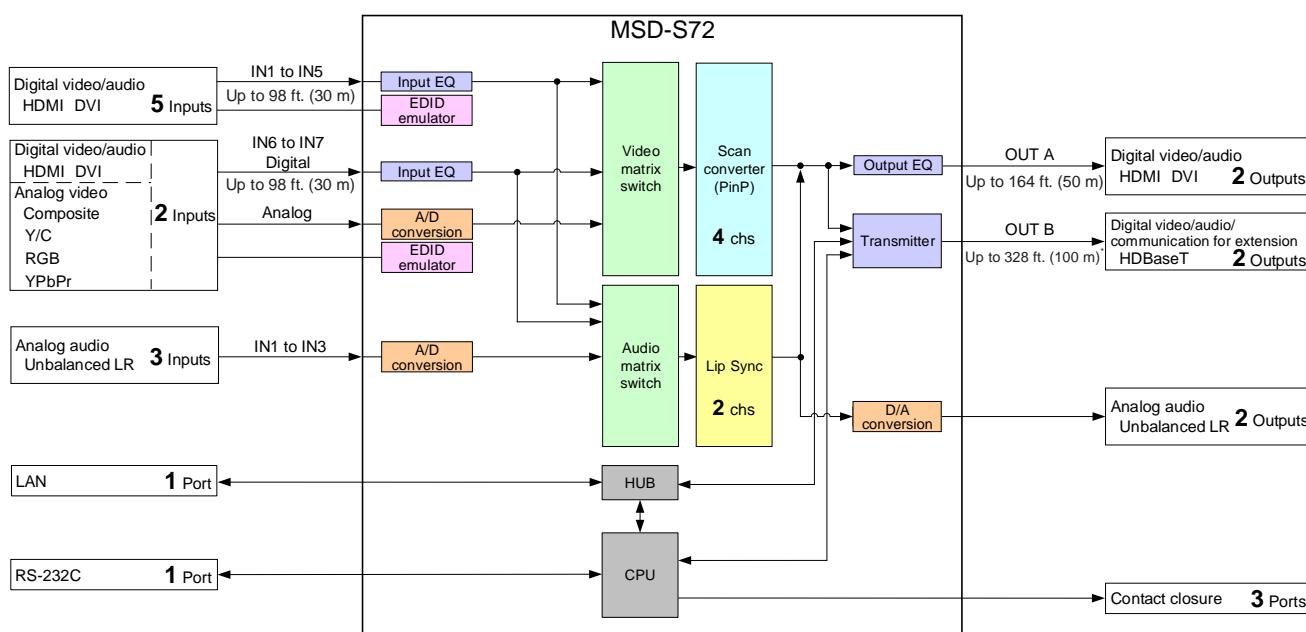 MSD-S72
Digital video/audio
HDMI DVI 5 Inputs
IN1 to IN5
Up to 98 ft. (30 m)
Input EQ
EDID
emulator
Digital video/audio
HDMI DVI
Analog video
Composite
Y/C
RGB
YPbPr
2 Inputs
IN6 to IN7
Digital
Up to 98 ft. (30 m)
Analog
Input EQ
A/D
conversion
EDID
emulator
Analog audio
Unbalanced LR 3 Inputs
IN1 to IN3
A/D
conversion
Video
matrix
switch
Scan
converter
(PinP)
4 chs
Audio
matrix
switch
Lip Sync
2 chs
Output EQ
Transmitter
D/A
conversion
OUT A
Up to 164 ft. (50 m)
Digital video/audio
HDMI DVI 2 Outputs
OUT B
Up to 328 ft. (100 m)*
Digital video/audio/
communication for extension
HDBaseT 2 Outputs
Analog audio
Unbalanced LR 2 Outputs
LAN 1 Port
HUB
RS-232C 1 Port
CPU
Contact closure 3 Ports